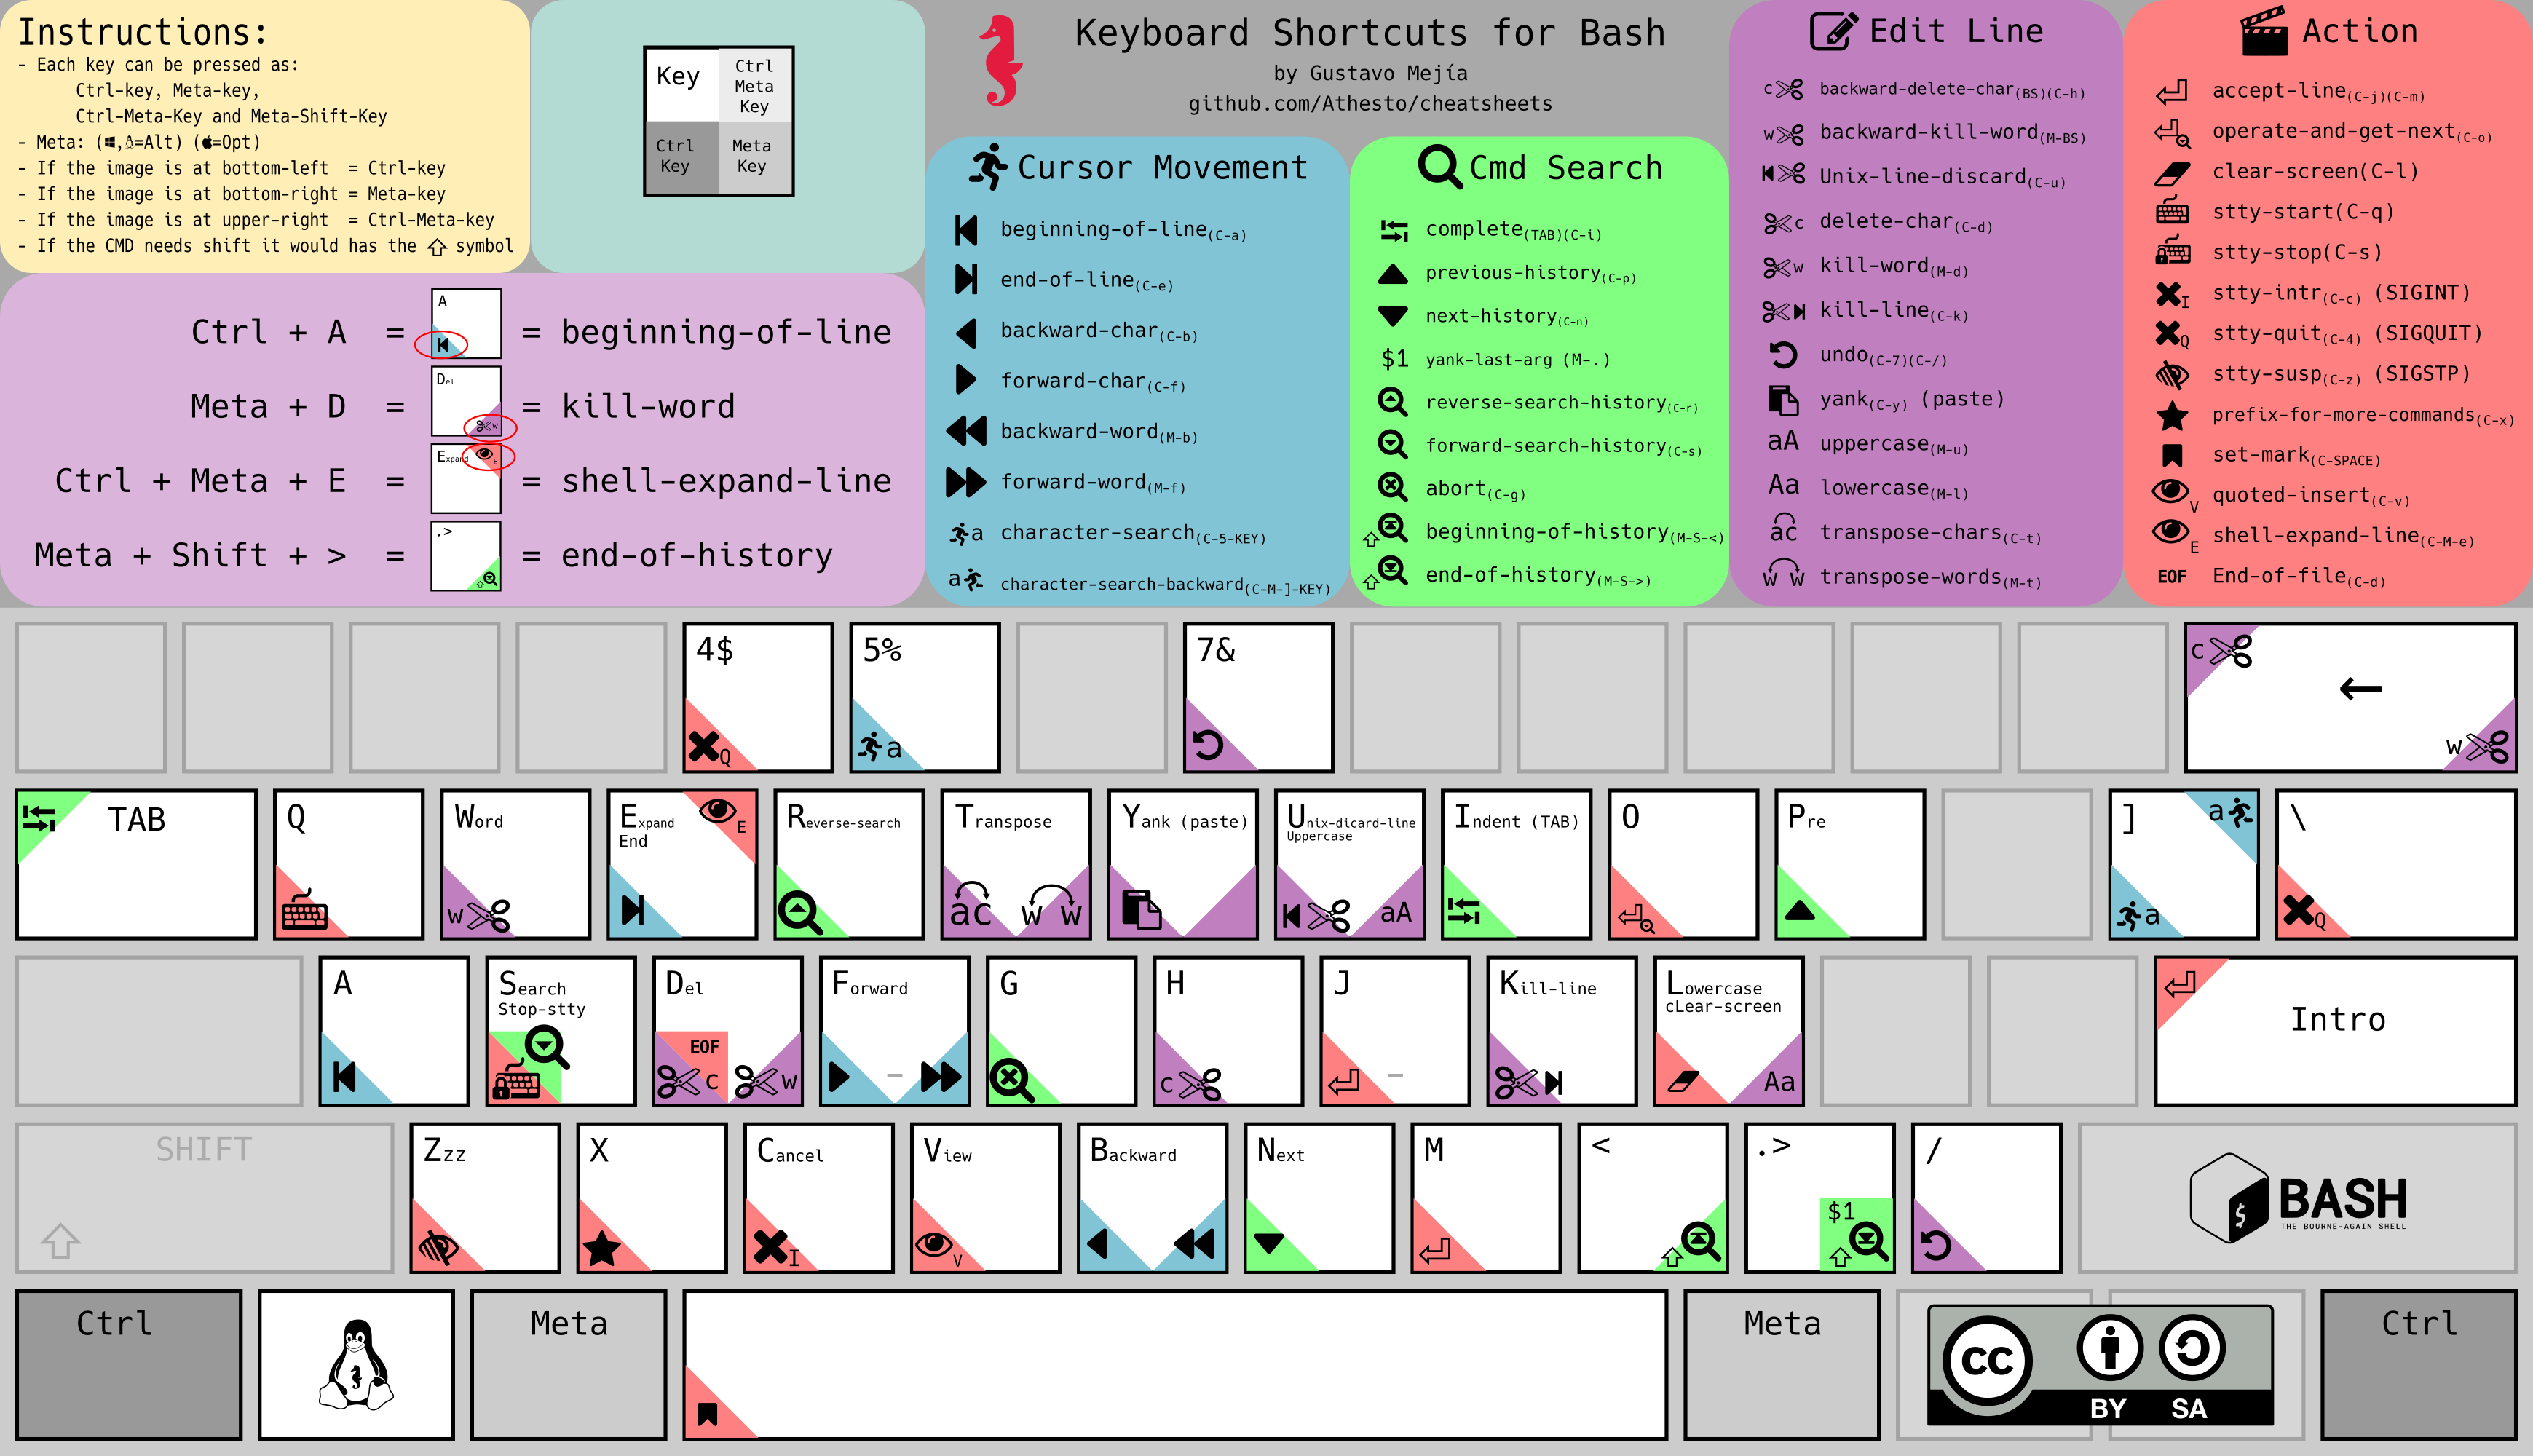 Instructions:
- Each key can be pressed as:
Ctrl-key, Meta-key,
Ctrl-Meta-Key and Meta-Shift-Key
- Meta: ( , =Alt) ( =Opt)
- If the image is at bottom-left = Ctrl-key
- If the image is at bottom-right = Meta-key
- If the image is at upper-right = Ctrl-Meta-key
- If the CMD needs shift it would has the symbol
Key
Ctrl
Meta
Key
Ctrl
Key
Meta
Key
Ctrl + A = A = beginning-of-line
Meta + D = Del w = kill-word
Ctrl + Meta + E = Expand E = shell-expand-line
Meta + Shift + > = .> = end-of-history
Keyboard Shortcuts for Bash
by Gustavo Mejía
github.com/Athesto/cheatsheets
Cursor Movement
beginning-of-line(C-a)
end-of-line(C-e)
backward-char(C-b)
forward-char(C-f)
backward-word(M-b)
forward-word(M-f)
a character-search(C-5-KEY)
a character-search-backward(C-M-]-KEY)
Cmd Search
complete(TAB)(C-i)
previous-history(C-p)
next-history(C-n)
$1 yank-last-arg (M-.)
reverse-search-history(C-r)
forward-search-history(C-s)
abort(C-g)
beginning-of-history(M-S-<)
end-of-history(M-S->)
Edit Line
c backward-delete-char(BS)(C-h)
w backward-kill-word(M-BS)
Unix-line-discard(C-u)
c delete-char(C-d)
w kill-word(M-d)
kill-line(C-k)
undo(C-7)(C-/)
yank(C-y) (paste)
aA uppercase(M-u)
Aa lowercase(M-l)
ac transpose-chars(C-t)
w w transpose-words(M-t)
Action
accept-line(C-j)(C-m)
operate-and-get-next(C-o)
clear-screen(C-l)
stty-start(C-q)
stty-stop(C-s)
I stty-intr(C-c) (SIGINT)
Q stty-quit(C-4) (SIGQUIT)
stty-susp(C-z) (SIGSTP)
prefix-for-more-commands(C-x)
set-mark(C-SPACE)
V quoted-insert(C-v)
E shell-expand-line(C-M-e)
EOF End-of-file(C-d)
4$
Q
5%
a
7&
c
←
w
TAB
Q
Word
w
Expand
End
E
Reverse-search
Transpose
ac w w
Yank (paste)
Unix-dicard-line
Uppercase
aA
Indent (TAB)
O
Pre
]
a
a
\
Q
A
Search
Stop-stty
Del
EOF
c w
Forward
-
G
H
c
J
-
Kill-line
Lowercase
cLear-screen
Aa
Intro
SHIFT
Zzz
X
Cancel
I
View
V
Backward
Next
M
<
.>
$1
/
$
BASH
THE BOURNE-AGAIN SHELL
Ctrl
Meta
Meta
cc
BY SA
Ctrl